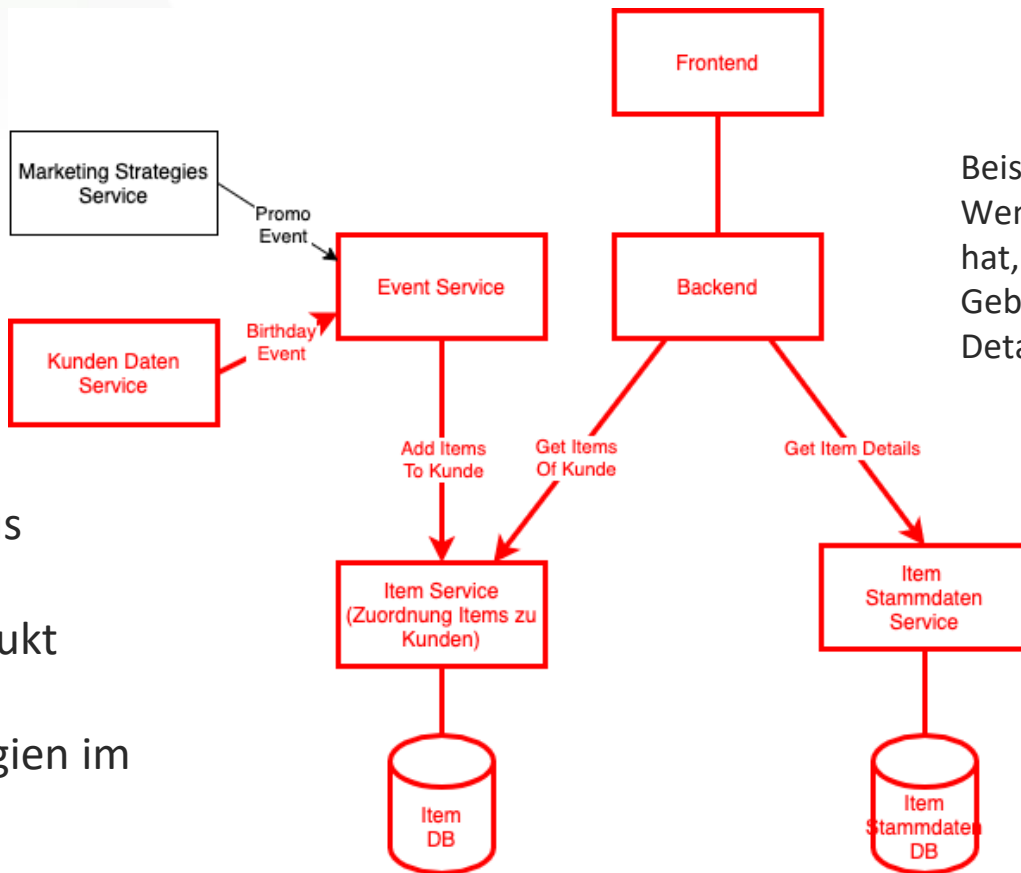 Frontend
Marketing Strategies
Service
Promo
Event
Event Service
Backend
Kunden Daten
Service
Birthday
Event
Add Items
To Kunde
Get Items
Of Kunde
Get Item Details
Item Service
(Zuordnung Items zu
Kunden)
Item
Stammdaten
Service
Item
DB
Item
Stammdaten
DB
Beis
Wer
hat,
Geb
Deta
s
ukt
gien im